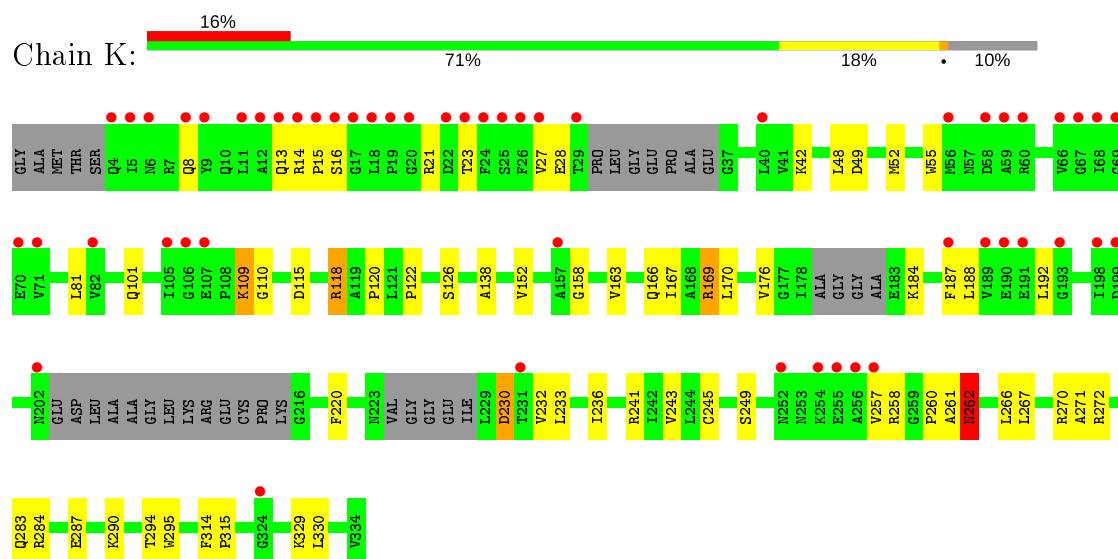 16%
Chain K:
71% 18% • 10%
GLY ALA MET THR SER Q4 I5 N6 R7 Q8 Y9 Q10 L11 A12 Q13 R14 P15 S16 G17 L18 P19 G20 R21 D22 T23 F24 S25 F26 V27 E28 T29 PRO LEU GLY GLU PRO ALA GLU G37 L40 V41 K42 L48 D49 M52 W55 M56 N57 D58 A59 R60 V66 G67 I68 G69
E70 V71 L81 V82 Q101 I105 G106 E107 P108 K109 G110 D115 R118 A119 P120 L121 P122 S126 A138 V152 A157 G158 V163 Q166 I167 A168 R169 L170 V176 G177 I178 ALA GLY GLY ALA E183 K184 F187 L188 V189 E190 E191 L192 G193 I198 D199
N202 GLU ASP LEU ALA ALA GLY LEU LYS ARG GLU CYS PRO LYS G216 F220 N223 VAL GLY GLY GLU ILE L229 D230 T231 V232 L233 I236 R241 I242 V243 L244 C245 S249 N252 N253 K254 E255 A256 V257 R258 G259 P260 A261 N262 L266 L267 R270 A271 R272
Q283 R284 E287 K290 T294 W295 F314 P315 G324 K329 L330 V334